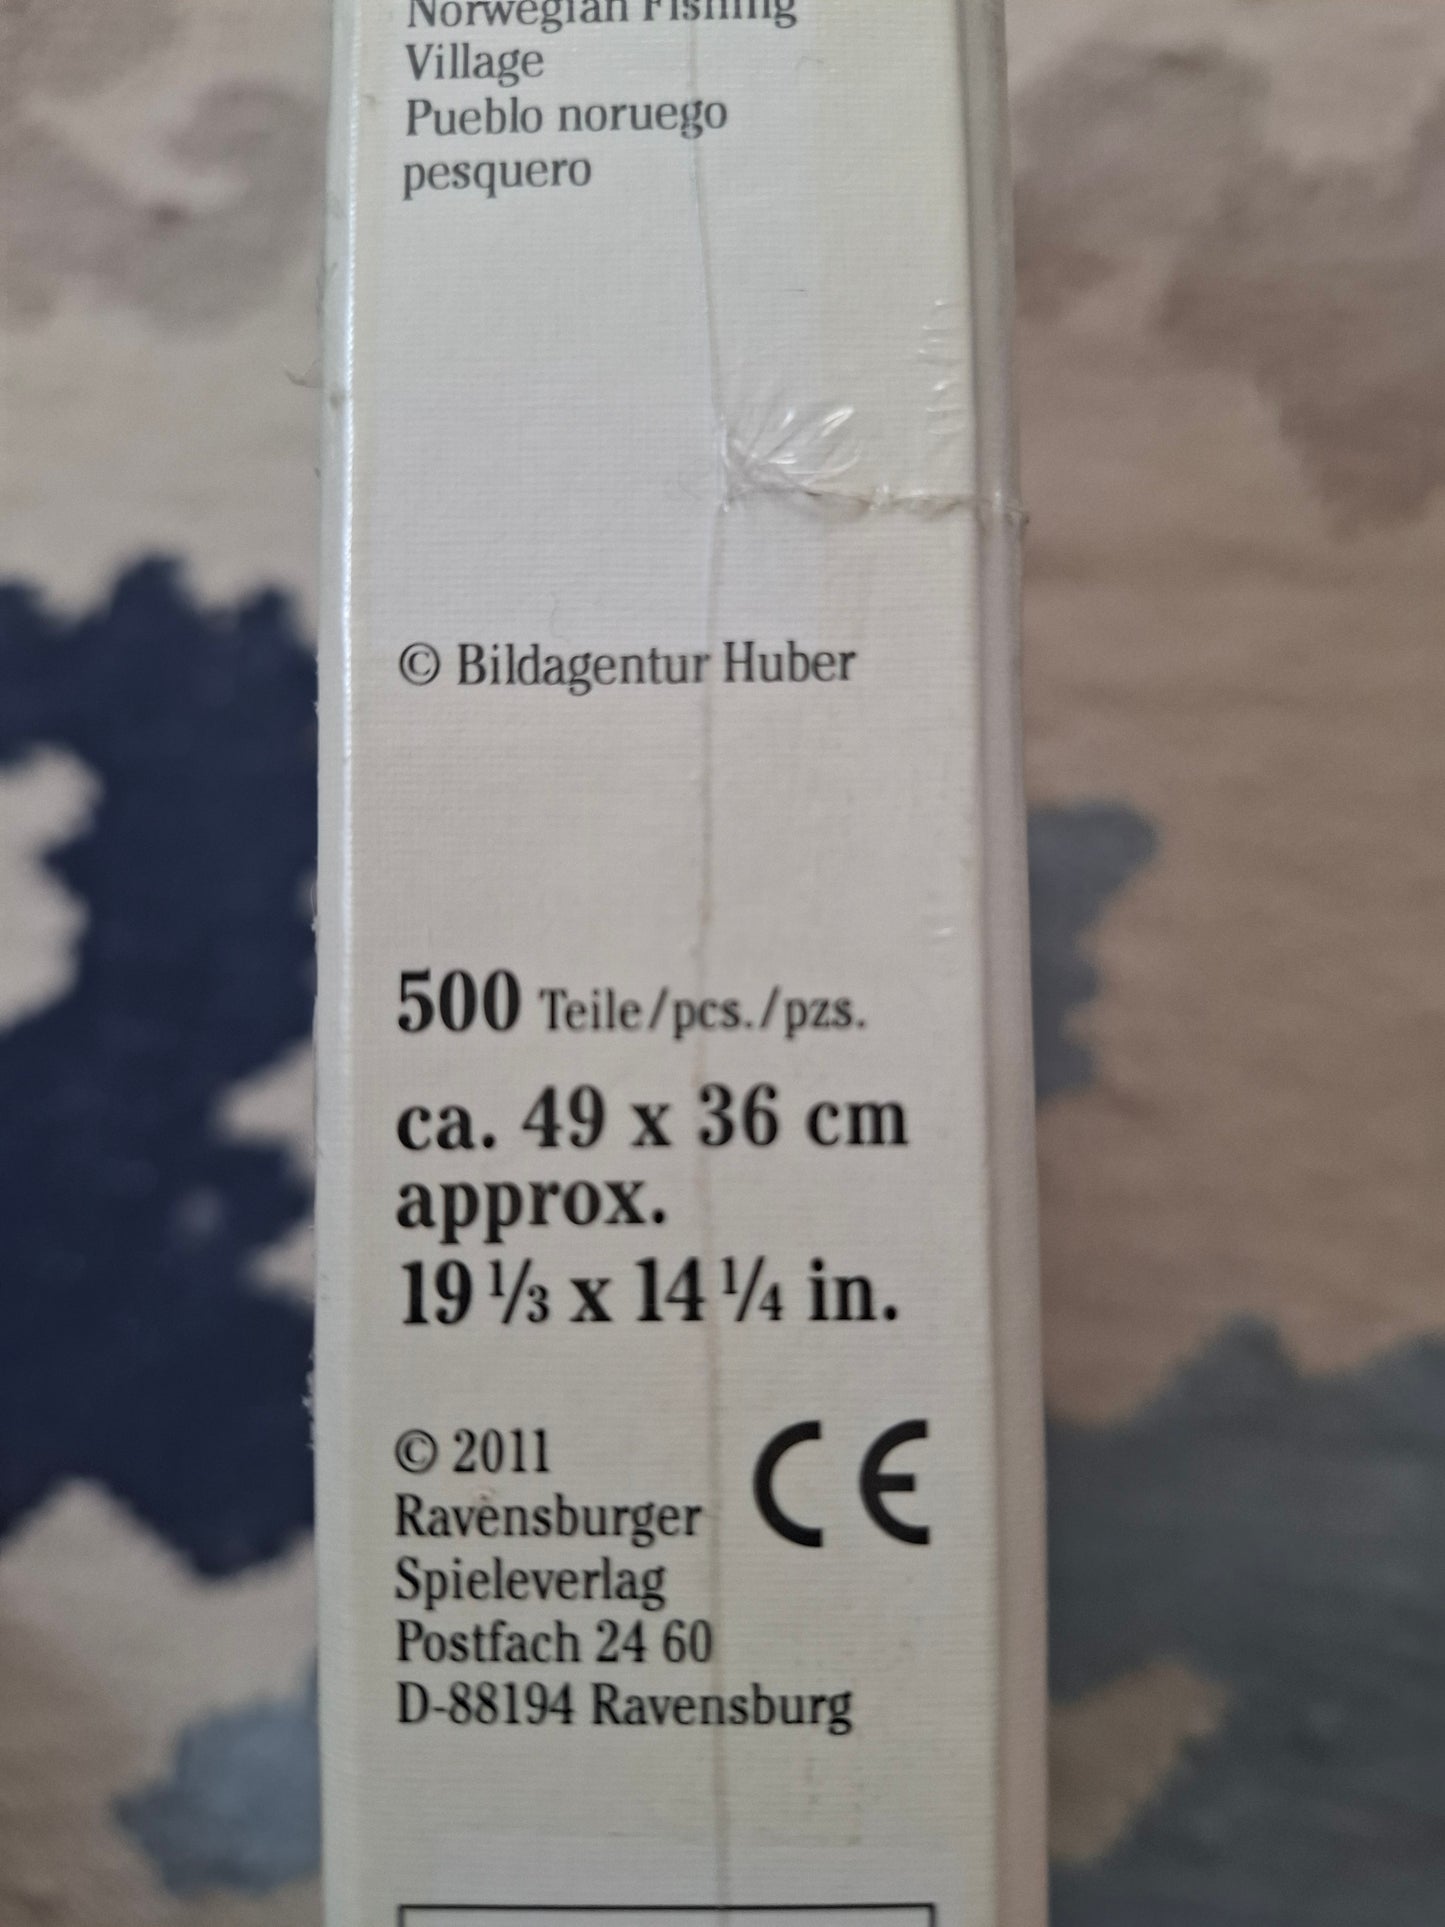 Norwegian Fishing
Village
Pueblo noruego
pesquero
© Bildagentur Huber
500 Teile/pcs./pzs.
ca. 49 x 36 cm
approx.
19 1/3 x 14 1/4 in.
© 2011
Ravensburger
Spieleverlag
Postfach 24 60
D-88194 Ravensburg
CE